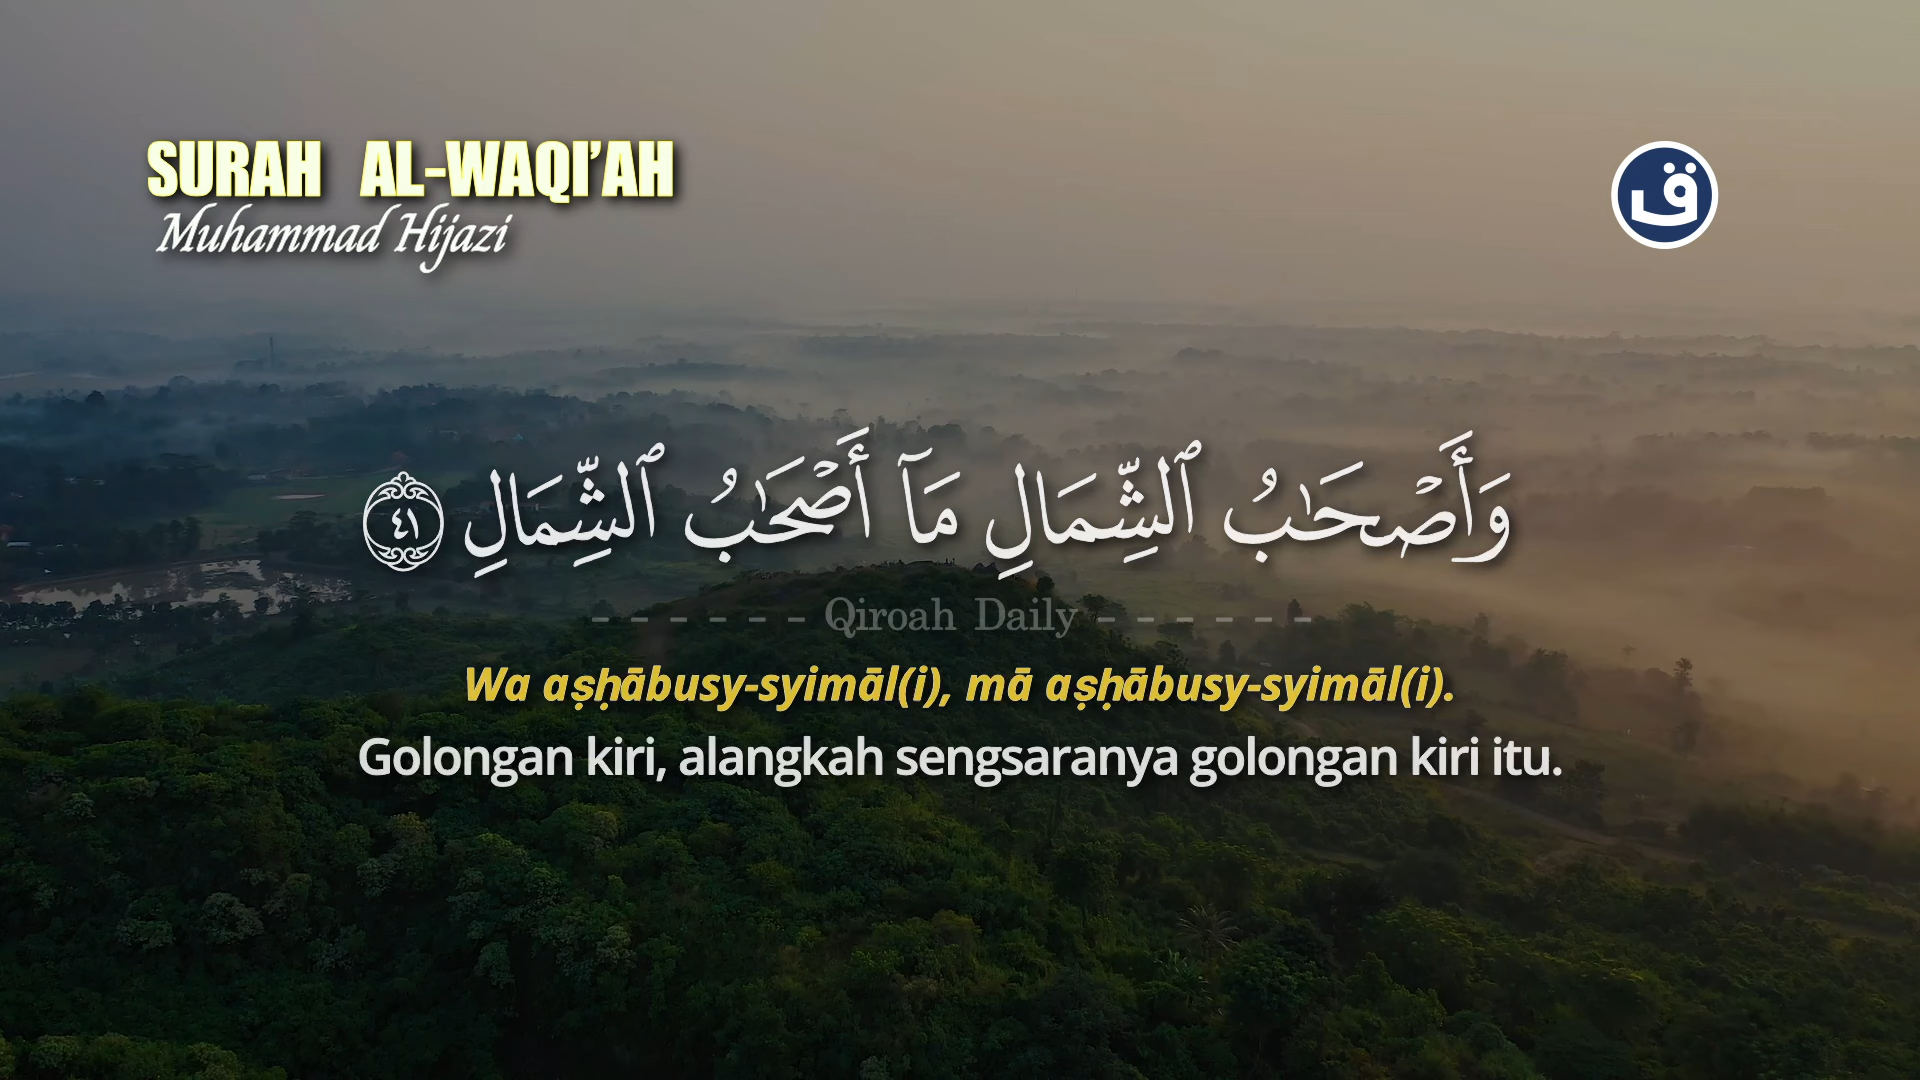 SURAH AL-WAQI’AH
Muhammad Hijazi
ق
وَأَصْحَٰبُ ٱلشِّمَالِ مَآ أَصْحَٰبُ ٱلشِّمَالِ ٤١
- - - - - - Qiroah Daily - - - - - -
Wa aṣḥābusy-syimāl(i), mā aṣḥābusy-syimāl(i).
Golongan kiri, alangkah sengsaranya golongan kiri itu.